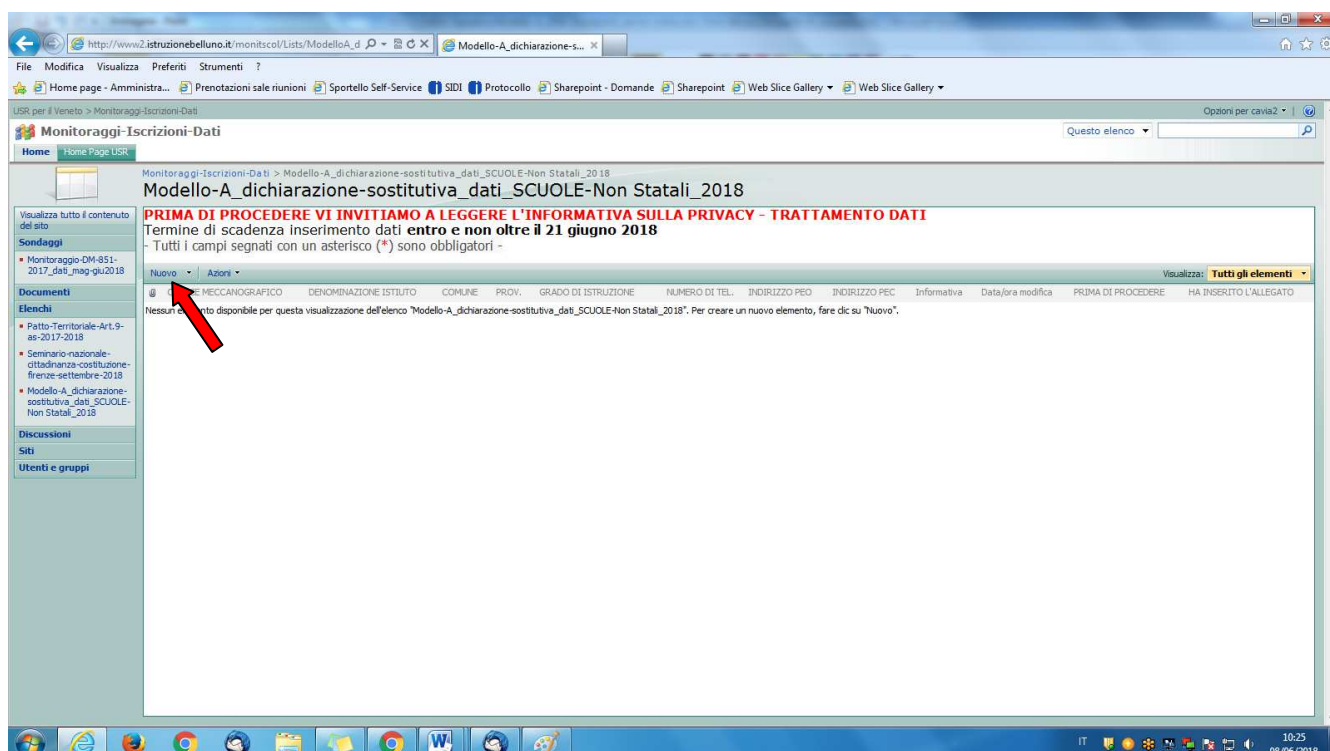 http://www2.istruzionebelluno.it/monitscol/Lists/ModelloA_d
Modello-A_dichiarazione-s...
File Modifica Visualizza Preferiti Strumenti ?
Home page - Amministra... Prenotazioni sale riunioni Sportello Self-Service SIDI Protocollo Sharepoint - Domande Sharepoint Web Slice Gallery Web Slice Gallery
USR per il Veneto > Monitoraggi-Iscrizioni-Dati
Opzioni per cavia2
Monitoraggi-Iscrizioni-Dati
Questo elenco
Home Home Page USR
Monitoraggi-Iscrizioni-Dati > Modello-A_dichiarazione-sostitutiva_dati_SCUOLE-Non Statali_2018
Modello-A_dichiarazione-sostitutiva_dati_SCUOLE-Non Statali_2018
Visualizza tutto il contenuto
del sito
Sondaggi
Monitoraggio-DM-851-
2017_dati_mag-giu2018
Documenti
Elenchi
Patto-Territoriale-Art.9-
as-2017-2018
Seminario-nazionale-
cittadinanza-costituzione-
firenze-settembre-2018
Modello-A_dichiarazione-
sostitutiva_dati_SCUOLE-
Non Statali_2018
Discussioni
Siti
Utenti e gruppi
PRIMA DI PROCEDERE VI INVITIAMO A LEGGERE L'INFORMATIVA SULLA PRIVACY - TRATTAMENTO DATI
Termine di scadenza inserimento dati entro e non oltre il 21 giugno 2018
- Tutti i campi segnati con un asterisco (*) sono obbligatori -
Nuovo Azioni
Visualizza: Tutti gli elementi
MECCANOGRAFICO DENOMINAZIONE ISTIUTO COMUNE PROV. GRADO DI ISTRUZIONE NUMERO DI TEL. INDIRIZZO PEO INDIRIZZO PEC Informativa Data/ora modifica PRIMA DI PROCEDERE HA INSERITO L'ALLEGATO
Nessun disponibile per questa visualizzazione dell'elenco "Modello-A_dichiarazione-sostitutiva_dati_SCUOLE-Non Statali_2018". Per creare un nuovo elemento, fare clic su "Nuovo".
IT
10:25
08/06/2018